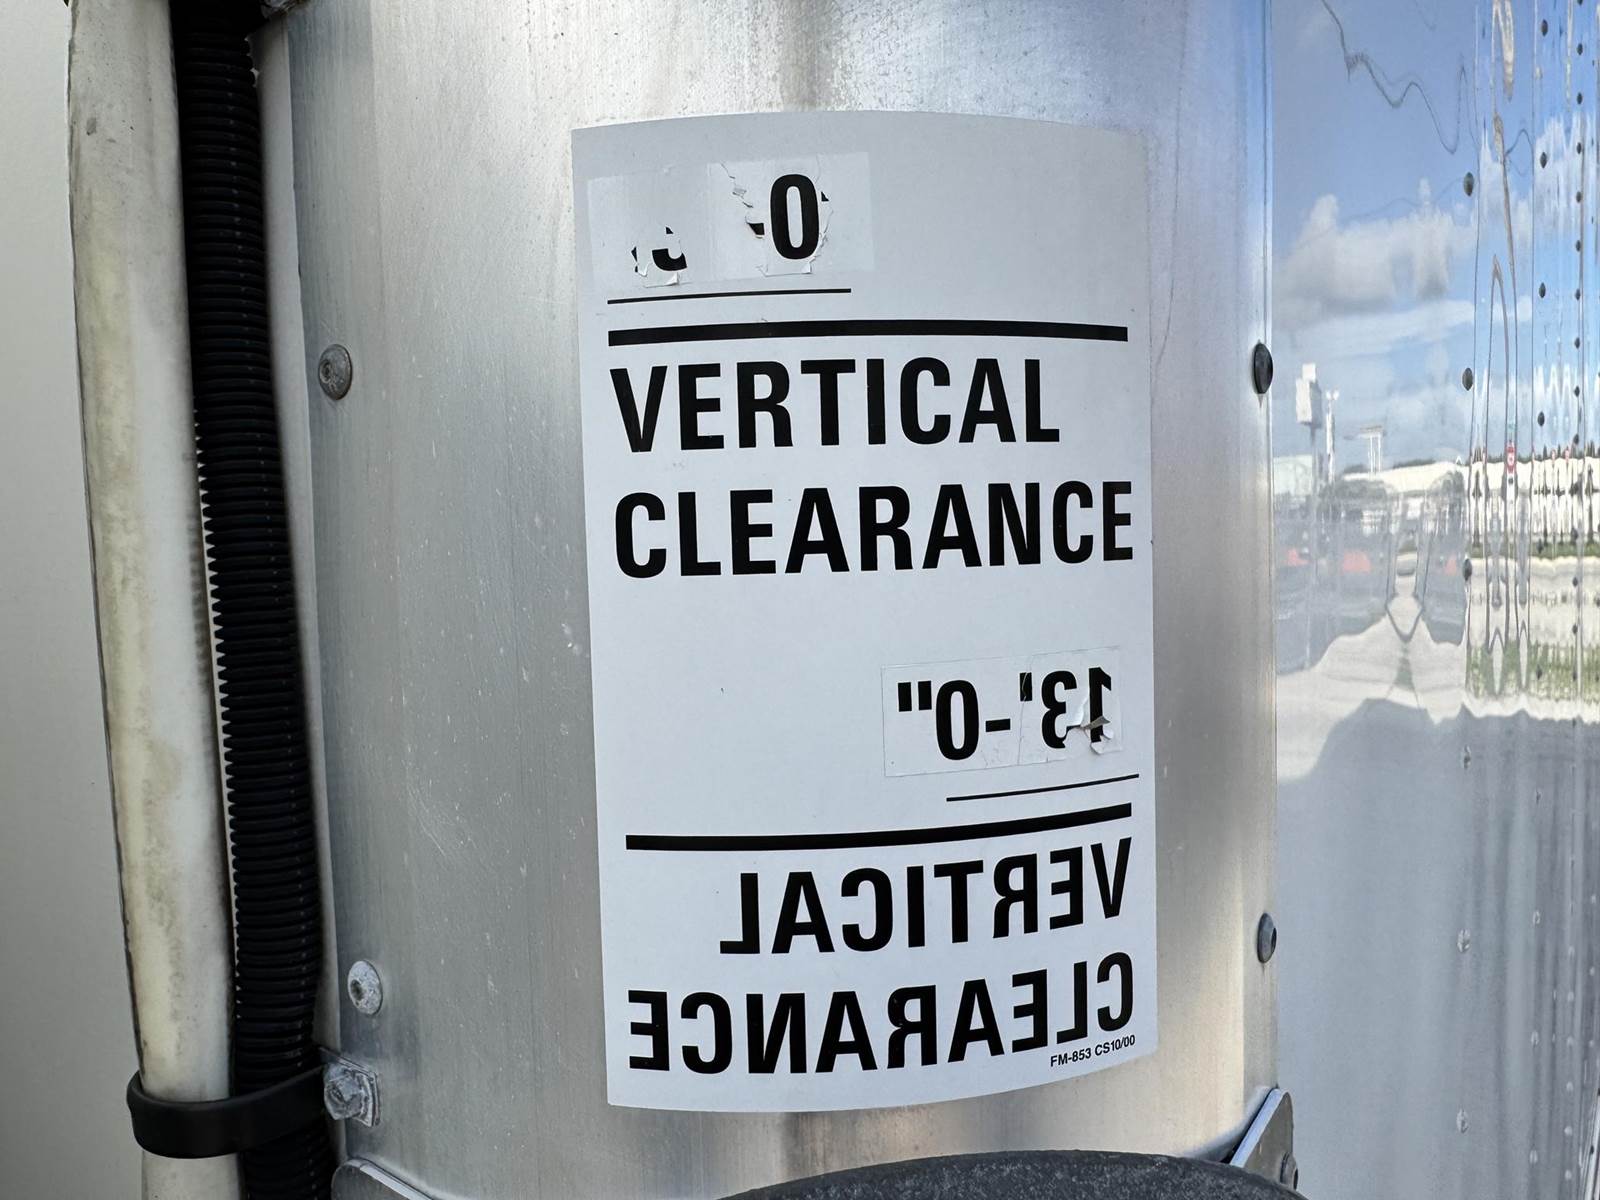 -0
VERTICAL
CLEARANCE
13'-0"
VERTICAL
CLEARANCE
FM-853 CS10/00